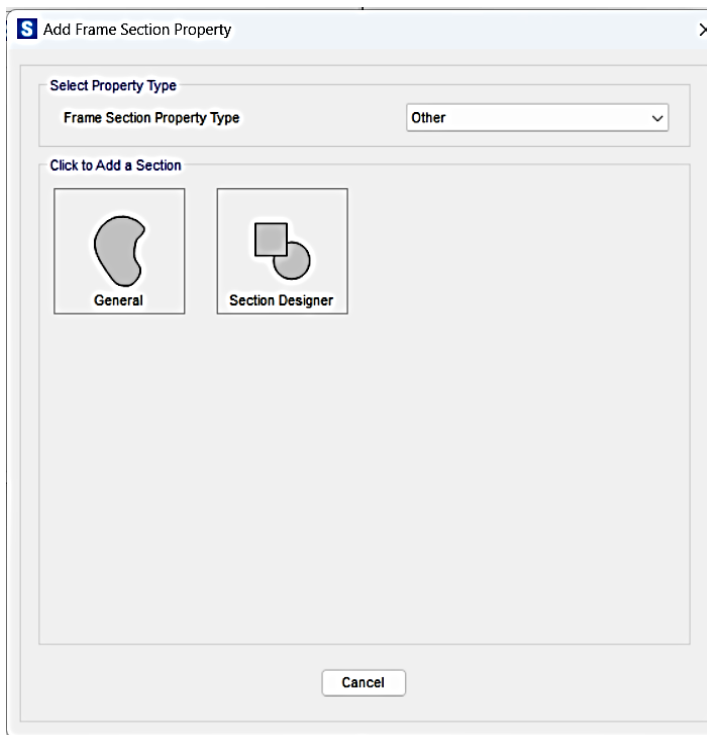 S Add Frame Section Property
Select Property Type
Frame Section Property Type Other
Click to Add a Section
General Section Designer
Cancel